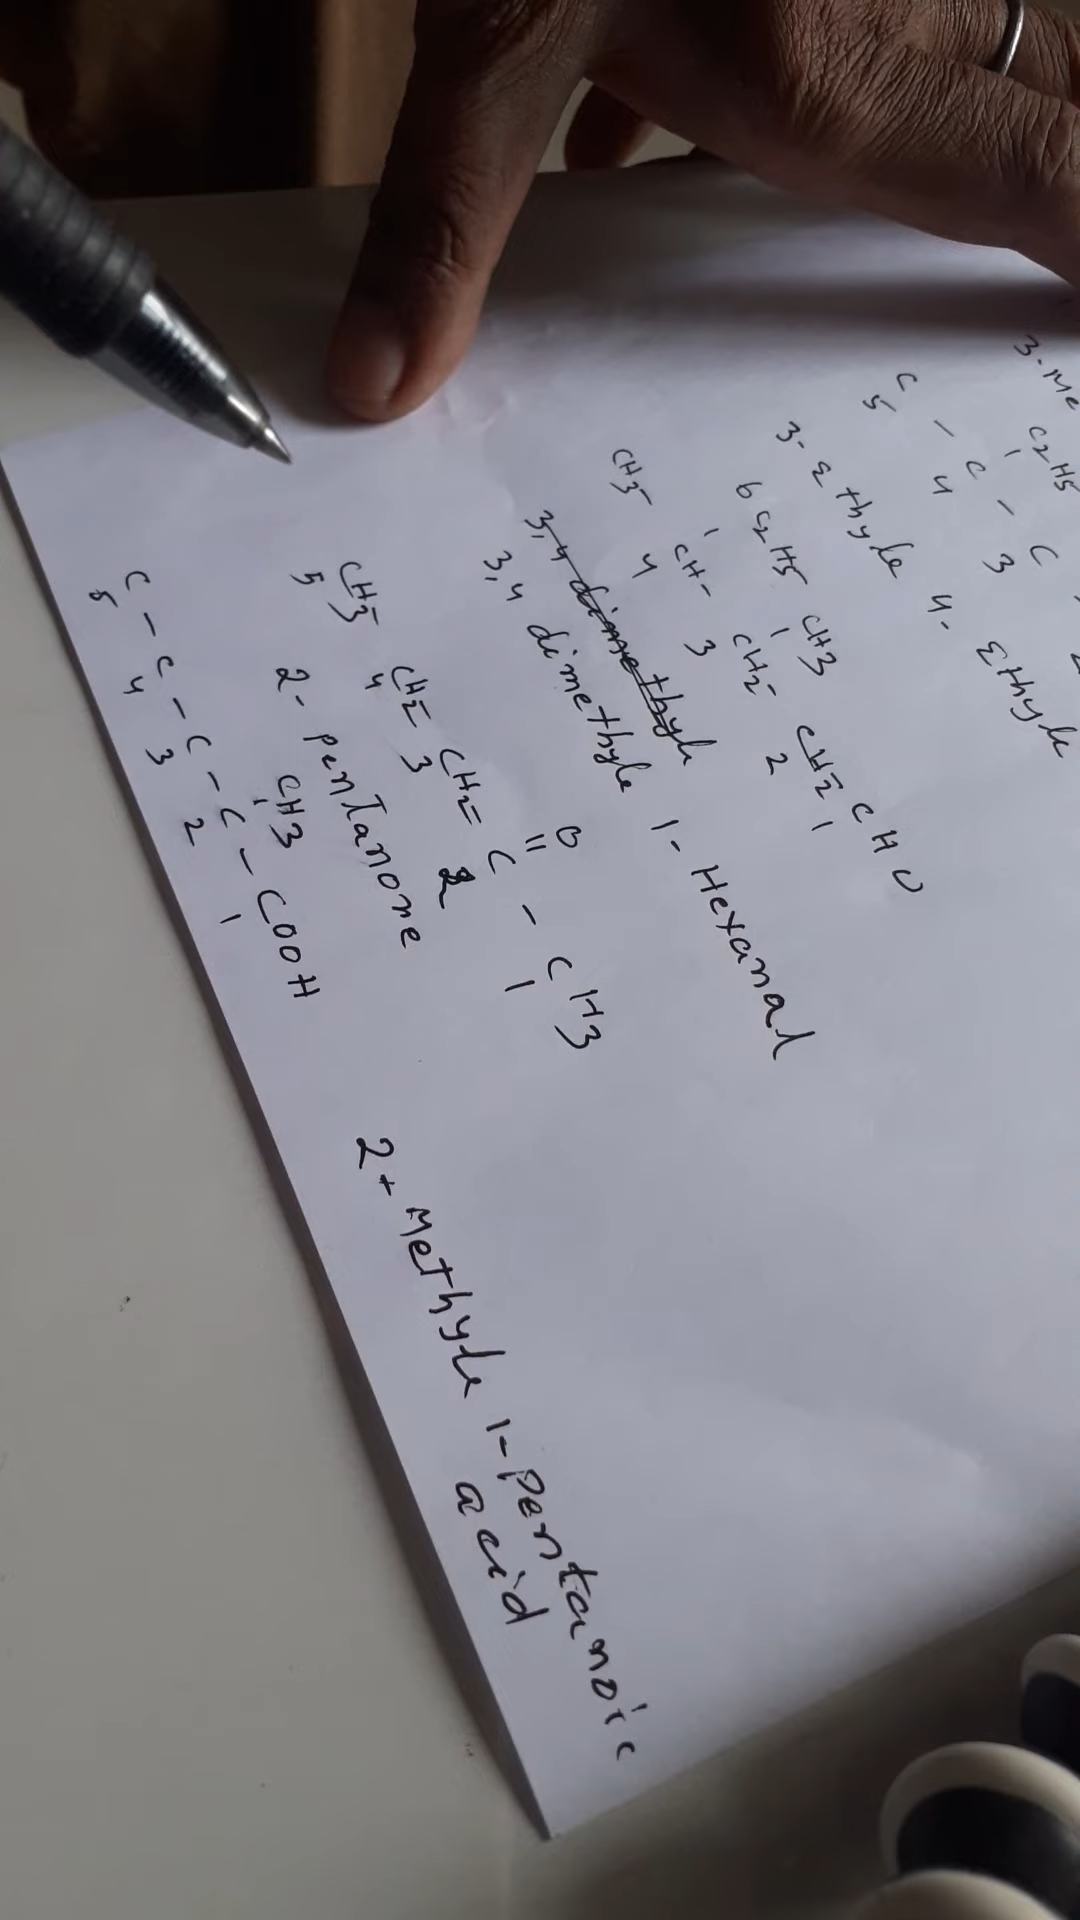 3-Me
C2H5
C - C - C
5 4 3
3-Ethyle 4-Ethyle
6 C2H5 CH3
CH3- CH- CH2- CH2 CHO
4 3 2 1
3,4 dimethyle
3,4 dimethyle 1-Hexanal
O
CH3- CH2- CH2- C - CH3
5 4 3 2 1
2- pentanone
CH3
C - C - C - C - COOH
5 4 3 2 1
2+ Methyle 1-pentanoic
acid